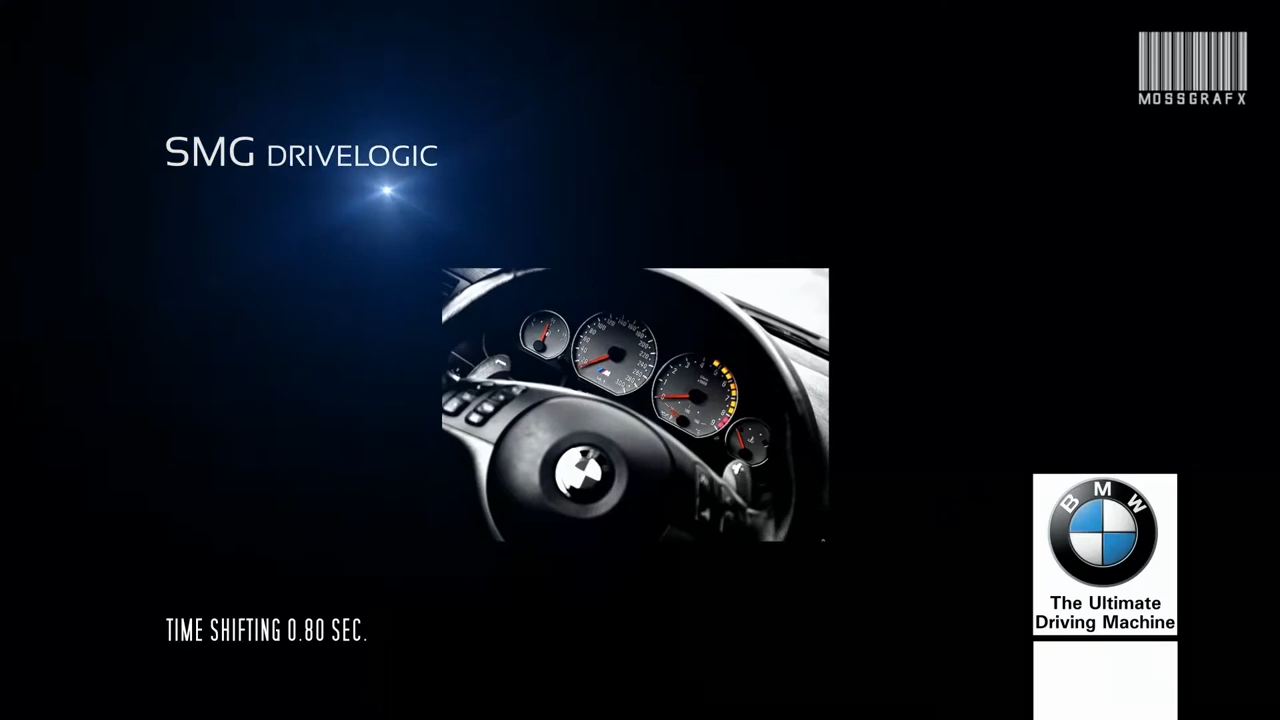 MOSSGRAFX
SMG DRIVELOGIC
BMW
The Ultimate
Driving Machine
TIME SHIFTING 0.80 SEC.